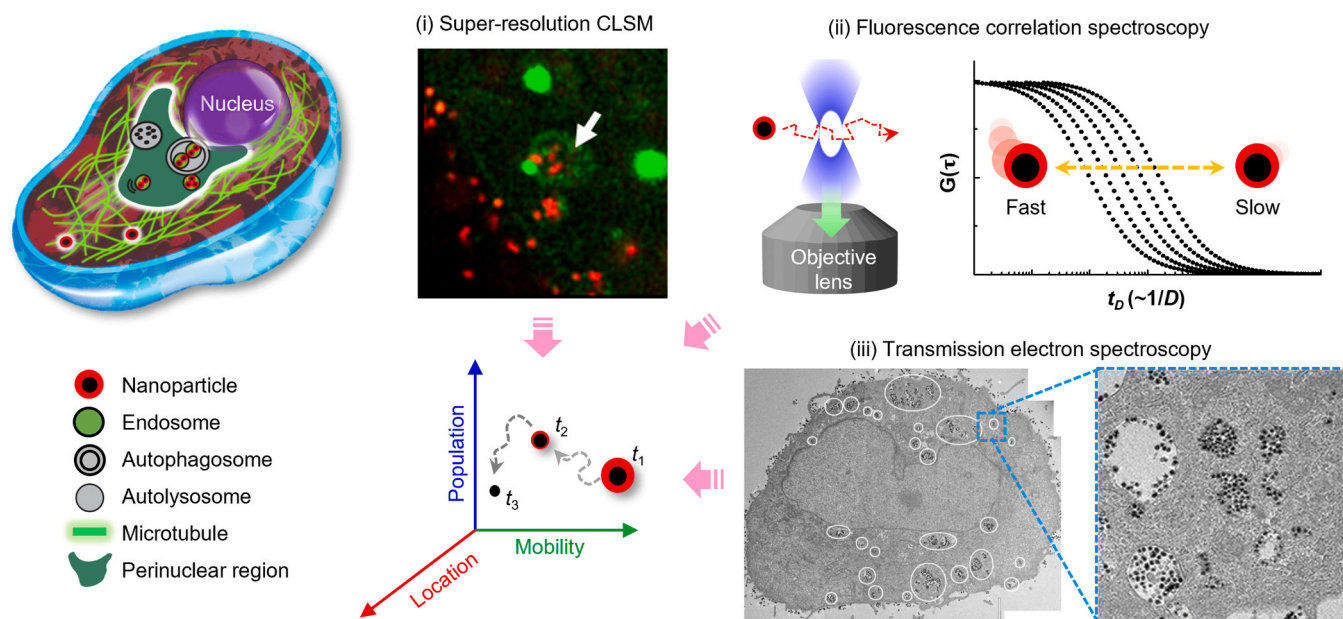 (i) Super-resolution CLSM
(ii) Fluorescence correlation spectroscopy
Nucleus
Objective
lens
G(τ)
Fast
Slow
t_D (~1/D)
(iii) Transmission electron spectroscopy
Nanoparticle
Endosome
Autophagosome
Autolysosome
Microtubule
Perinuclear region
Population
Mobility
Location
t₁
t₂
t₃